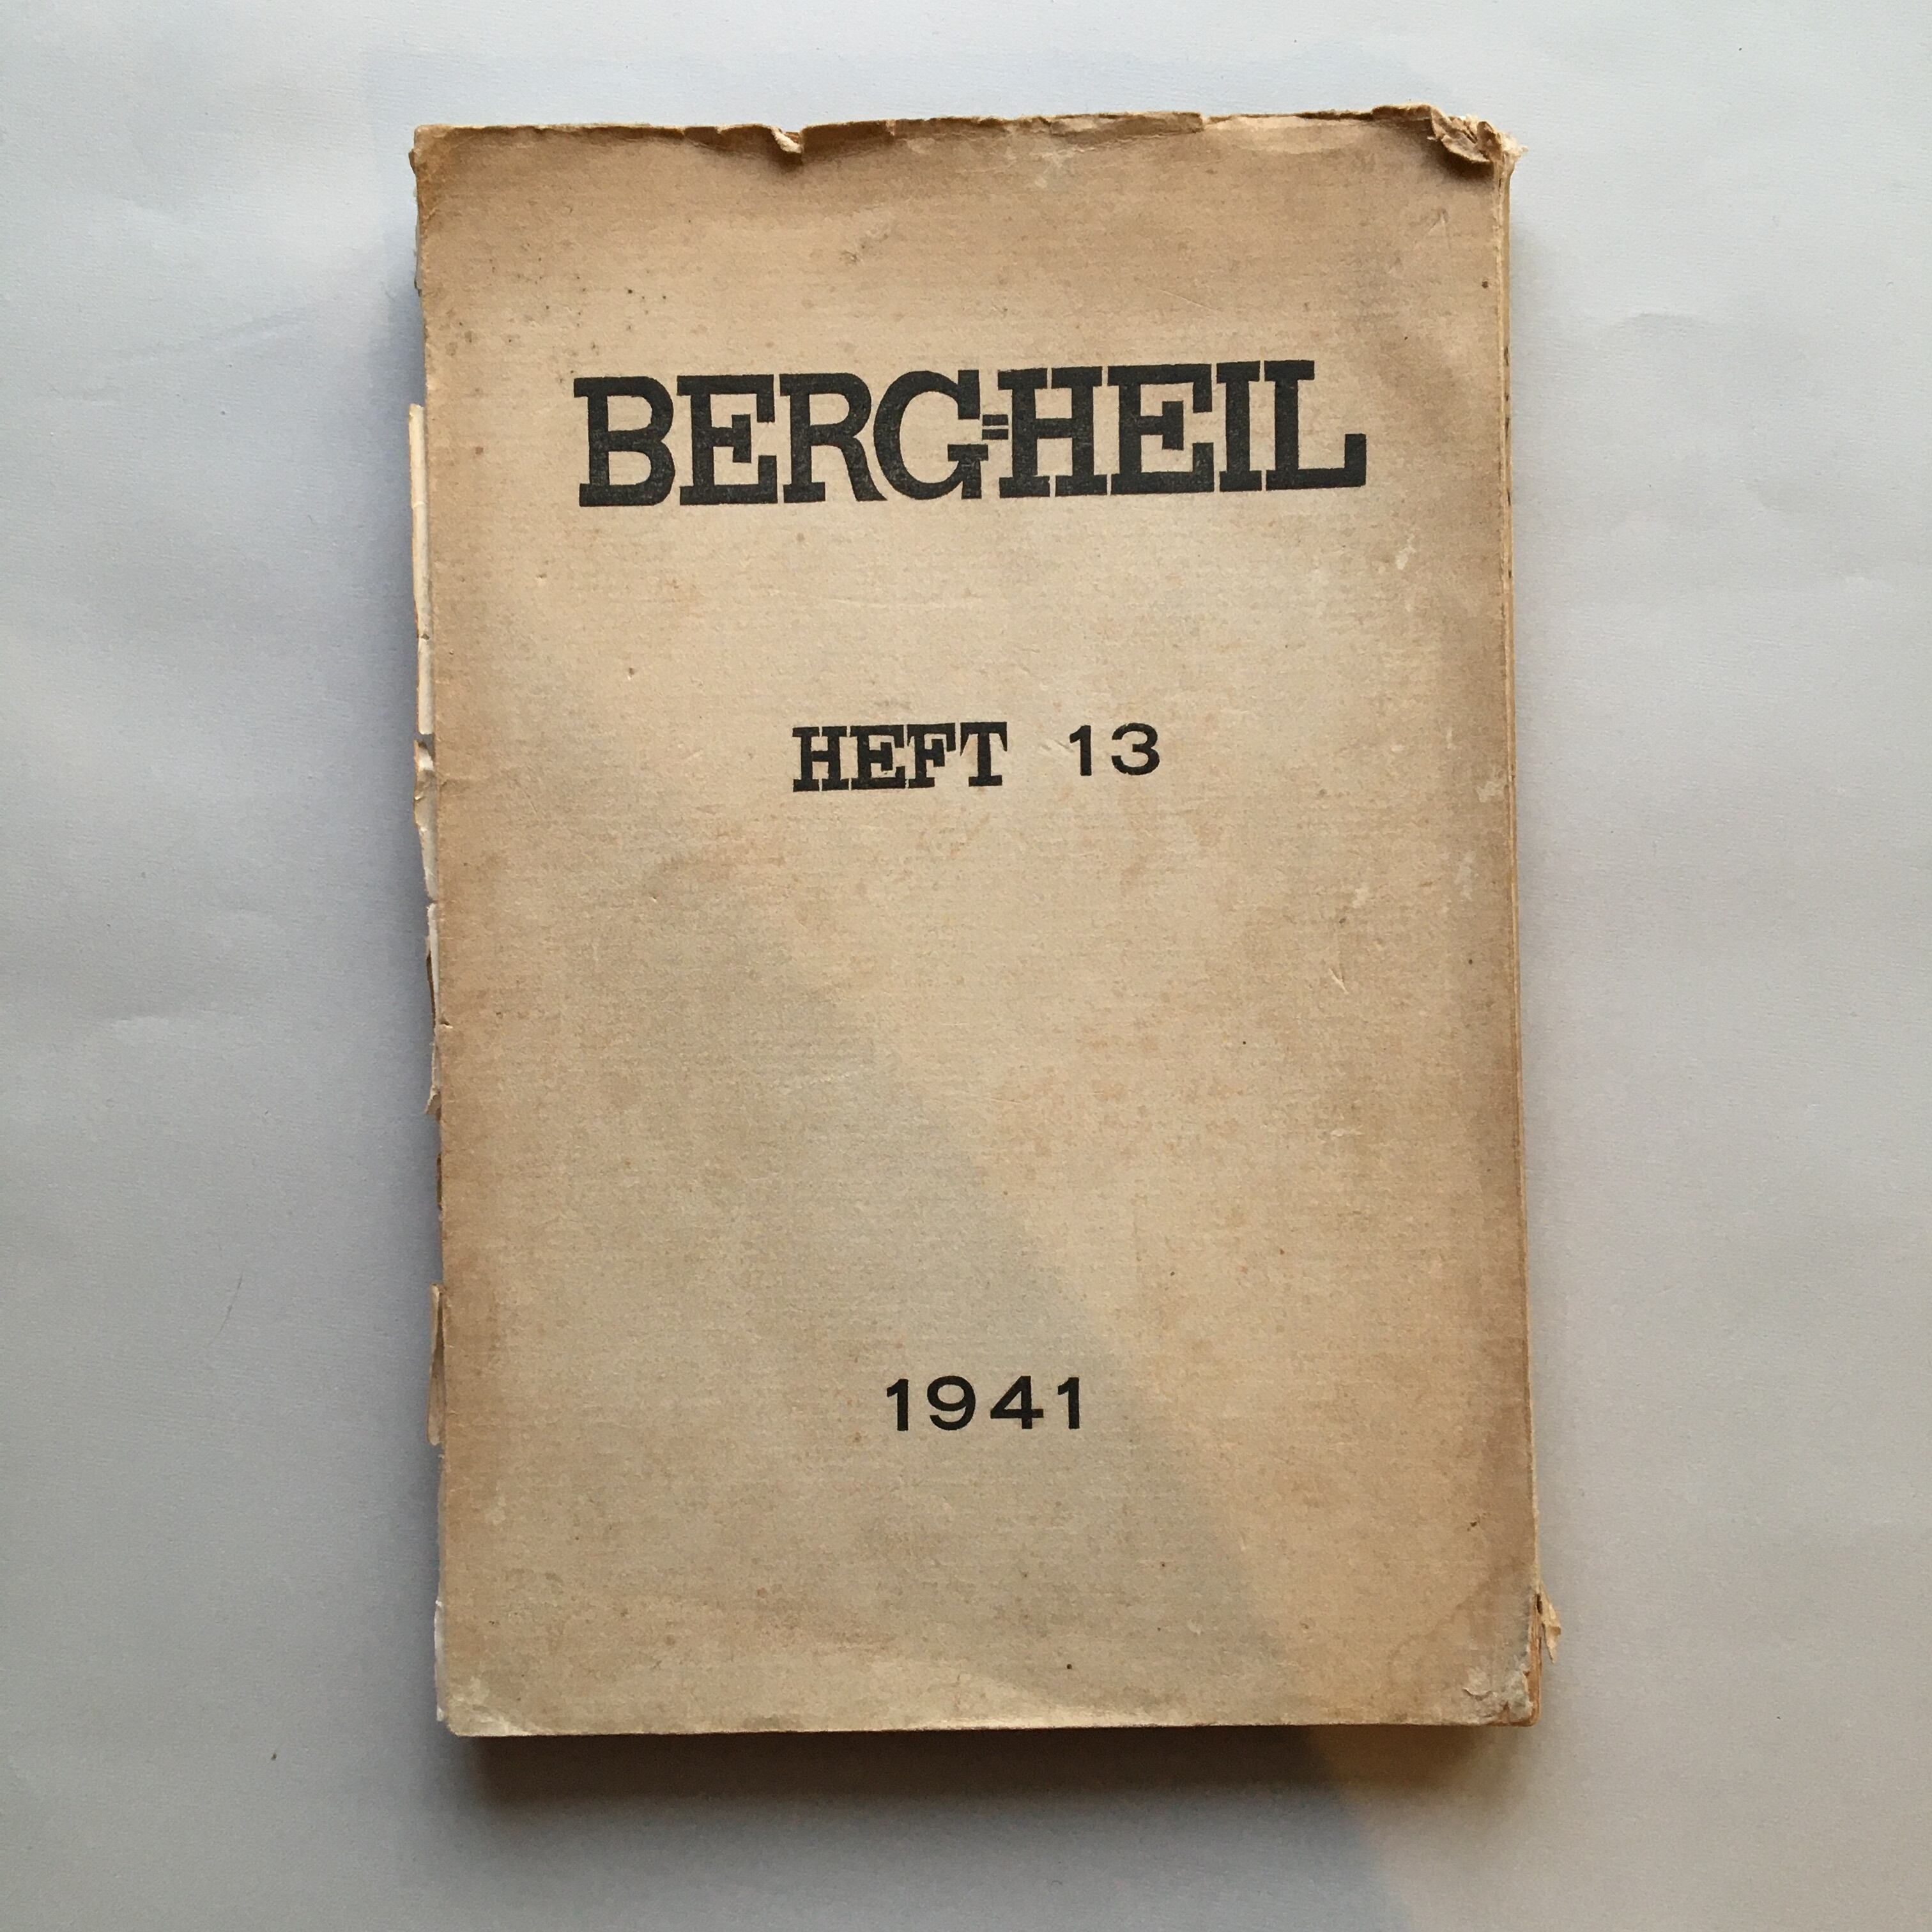 BERG=HEIL
HEFT 13
1941